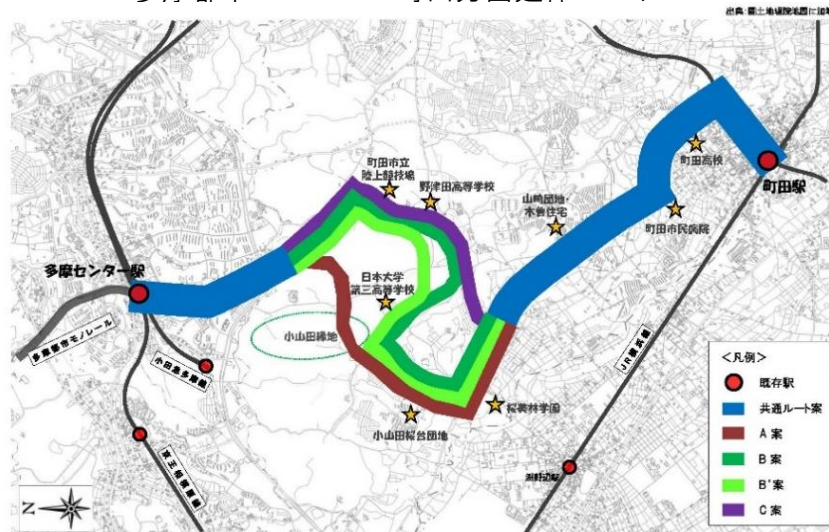 町田高校
町田駅
町田市立
陸上競技場
野津田高等学校
山崎団地・
木曽住宅
町田市民病院
多摩センター駅
日本大学
第三高等学校
小山田緑地
多摩都市モノレール
小田急多摩線
JR横浜線
桜美林学園
小山田桜台団地
京王相模原線
淵野辺駅
N
<凡例>
既存駅
共通ルート案
A 案
B 案
B' 案
C 案